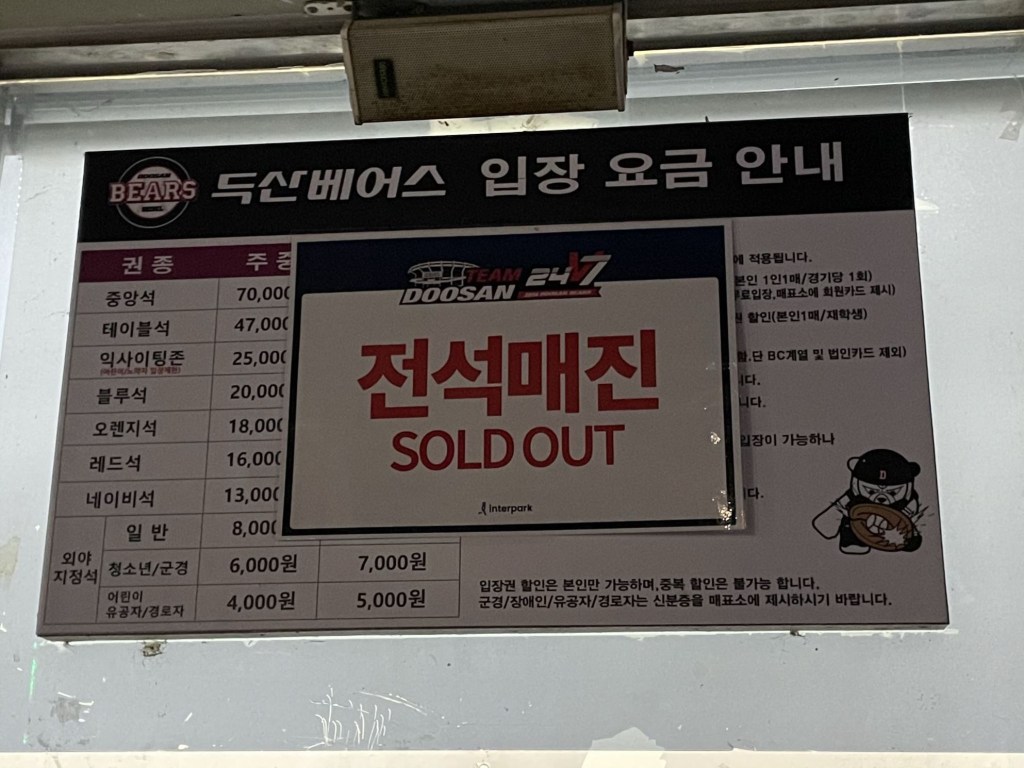 BEARS 두산베어스 입장 요금 안내
권 종 주
중앙석 70,000
테이블석 47,000
익사이팅존 25,000
블루석 20,000
오렌지석 18,000
레드석 16,000
네이비석 13,000
외야 지정석
일 반 8,000
청소년/군경 6,000원 7,000원
어린이
유공자/경로자 4,000원 5,000원
TEAM
DOOSAN 24 V7
전석매진
SOLD OUT
interpark
에 적용됩니다.
본인 1인1매/경기당 1회)
료입장,매표소에 회원카드 제시)
할인(본인1매/재학생)
단 BC계열 및 법인카드 제외)
니다.
니다.
입장이 가능하나
다.
D
입장권 할인은 본인만 가능하며,중복 할인은 불가능 합니다.
군경/장애인/유공자/경로자는 신분증을 매표소에 제시하시기 바랍니다.